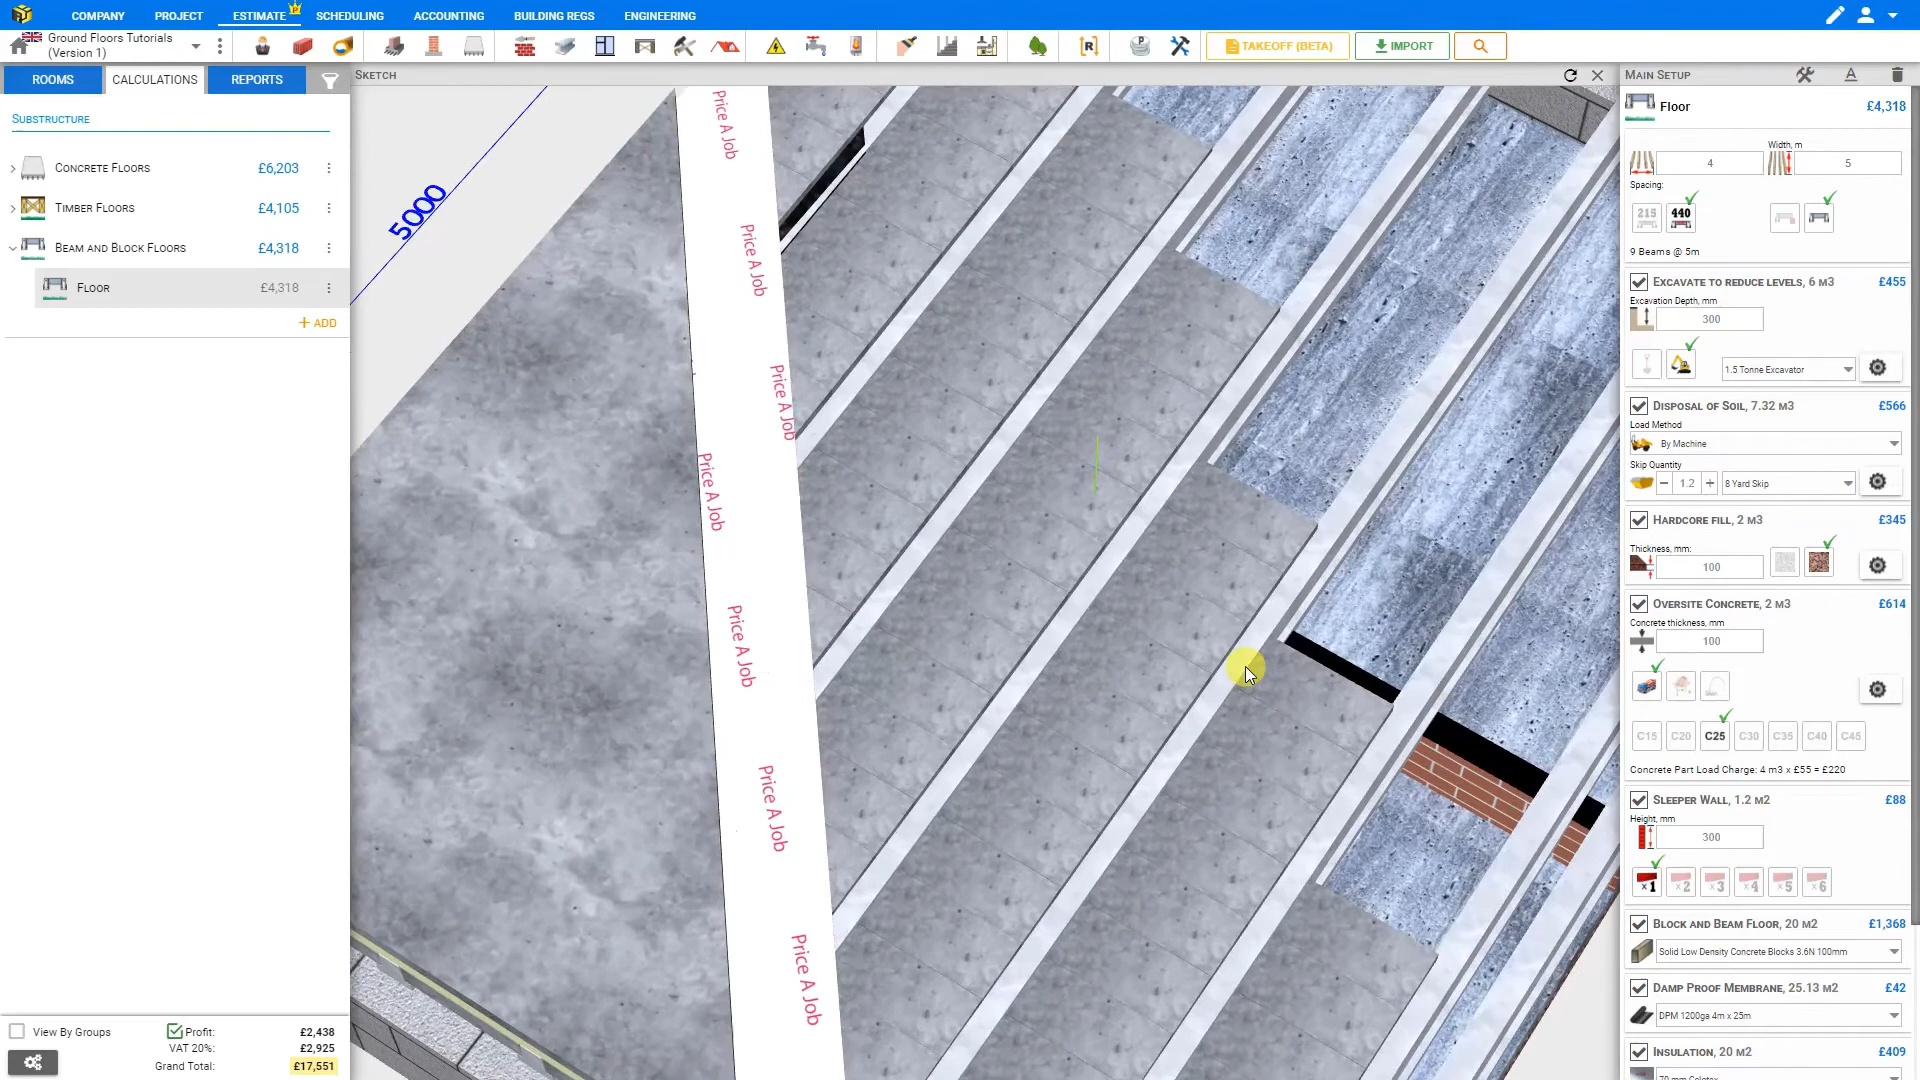 COMPANY PROJECT ESTIMATE SCHEDULING ACCOUNTING BUILDING REGS ENGINEERING
Ground Floors Tutorials
(Version 1)
TAKEOFF (BETA) IMPORT
ROOMS CALCULATIONS REPORTS
SKETCH
MAIN SETUP
SUBSTRUCTURE
CONCRETE FLOORS £6,203
TIMBER FLOORS £4,105
BEAM AND BLOCK FLOORS £4,318
FLOOR £4,318
+ ADD
View By Groups
Profit: £2,438
VAT 20%: £2,925
Grand Total: £17,551
5000
Price A Job
Price A Job
Price A Job
Price A Job
Price A Job
Price A Job
Price A Job
Floor £4,318
Width, m
4 5
Spacing:
215 440
9 Beams @ 5m
EXCAVATE TO REDUCE LEVELS, 6 M3 £455
Excavation Depth, mm
300
1.5 Tonne Excavator
DISPOSAL OF SOIL, 7.32 M3 £566
Load Method
By Machine
Skip Quantity
1.2 8 Yard Skip
HARDCORE FILL, 2 M3 £345
Thickness, mm:
100
OVERSITE CONCRETE, 2 M3 £614
Concrete thickness, mm
100
C15 C20 C25 C30 C35 C40 C45
Concrete Part Load Charge: 4 m3 x £55 = £220
SLEEPER WALL, 1.2 M2 £88
Height, mm
300
x1 x2 x3 x4 x5 x6
BLOCK AND BEAM FLOOR, 20 M2 £1,368
Solid Low Density Concrete Blocks 3.6N 100mm
DAMP PROOF MEMBRANE, 25.13 M2 £42
DPM 1200ga 4m x 25m
INSULATION, 20 M2 £409